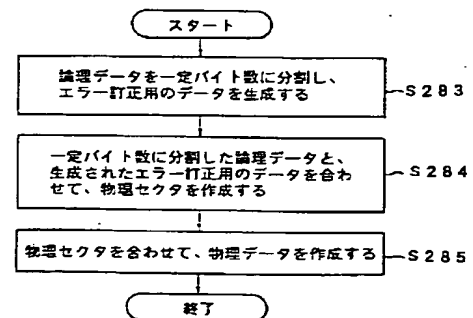 スタート
論理データを一定バイト数に分割し、
エラー訂正用のデータを生成する
S283
一定バイト数に分割した論理データと、
生成されたエラー訂正用のデータを合わ
せて、物理セクタを作成する
S284
物理セクタを合わせて、物理データを作成する
S285
終了